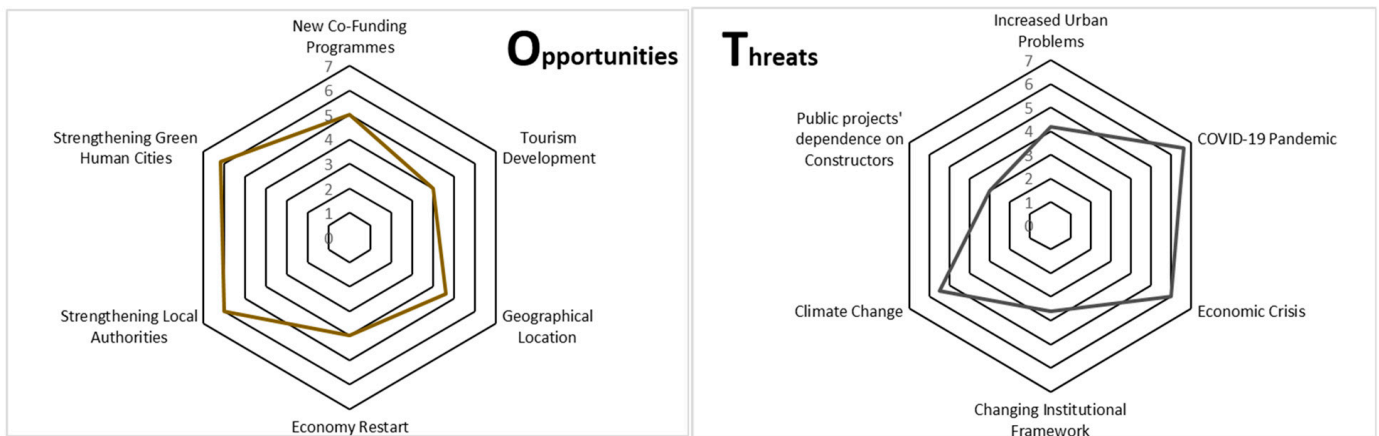 Opportunities
New Co-Funding
Programmes
7
6
5
4
3
2
1
0
Tourism
Development
Geographical
Location
Economy Restart
Strengthening Local
Authorities
Strengthening Green
Human Cities
Threats
Increased Urban
Problems
7
6
5
4
3
2
1
0
COVID-19 Pandemic
Economic Crisis
Changing Institutional
Framework
Climate Change
Public projects'
dependence on
Constructors